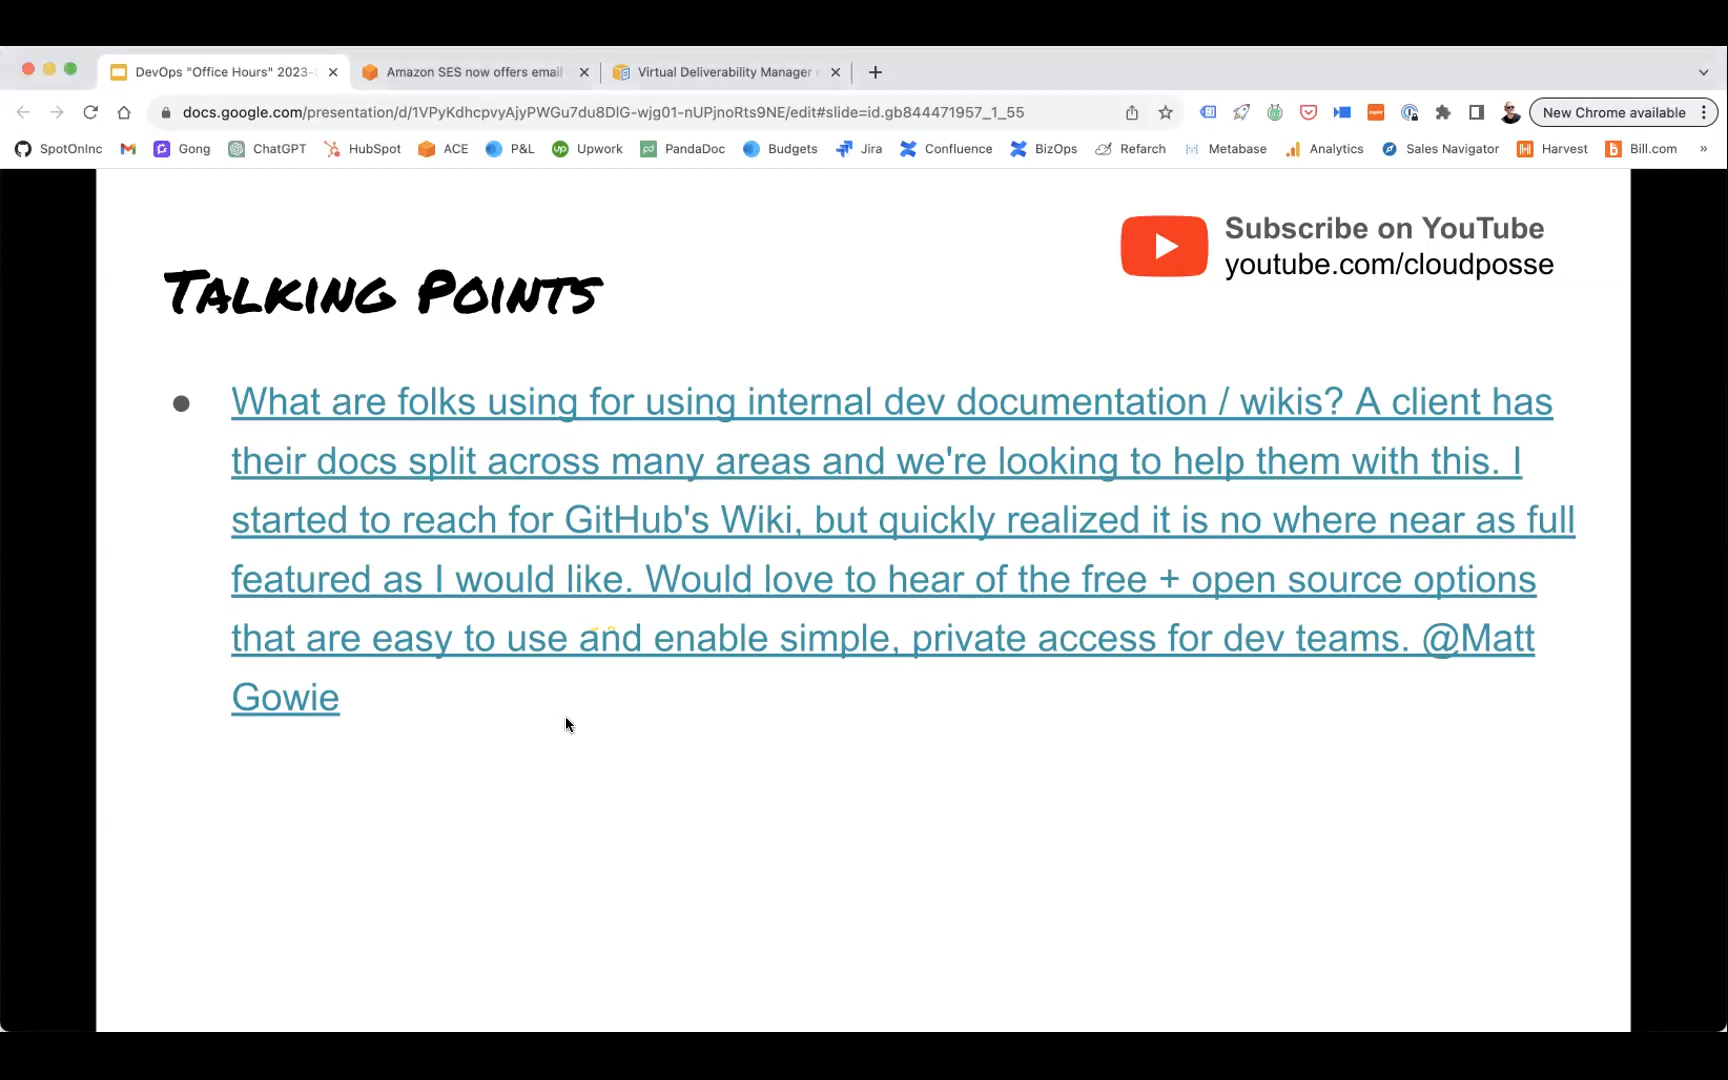 DevOps "Office Hours" 2023-
Amazon SES now offers email
Virtual Deliverability Manager
docs.google.com/presentation/d/1VPyKdhcpvyAjyPWGu7du8DlG-wjg01-nUPjnoRts9NE/edit#slide=id.gb844471957_1_55
New Chrome available
SpotOnInc
Gong
ChatGPT
HubSpot
ACE
P&L
Upwork
PandaDoc
Budgets
Jira
Confluence
BizOps
Refarch
Metabase
Analytics
Sales Navigator
Harvest
Bill.com
»
Subscribe on YouTube
youtube.com/cloudposse
TALKING POINTS
● What are folks using for using internal dev documentation / wikis? A client has
their docs split across many areas and we're looking to help them with this. I
started to reach for GitHub's Wiki, but quickly realized it is no where near as full
featured as I would like. Would love to hear of the free + open source options
that are easy to use and enable simple, private access for dev teams. @Matt
Gowie